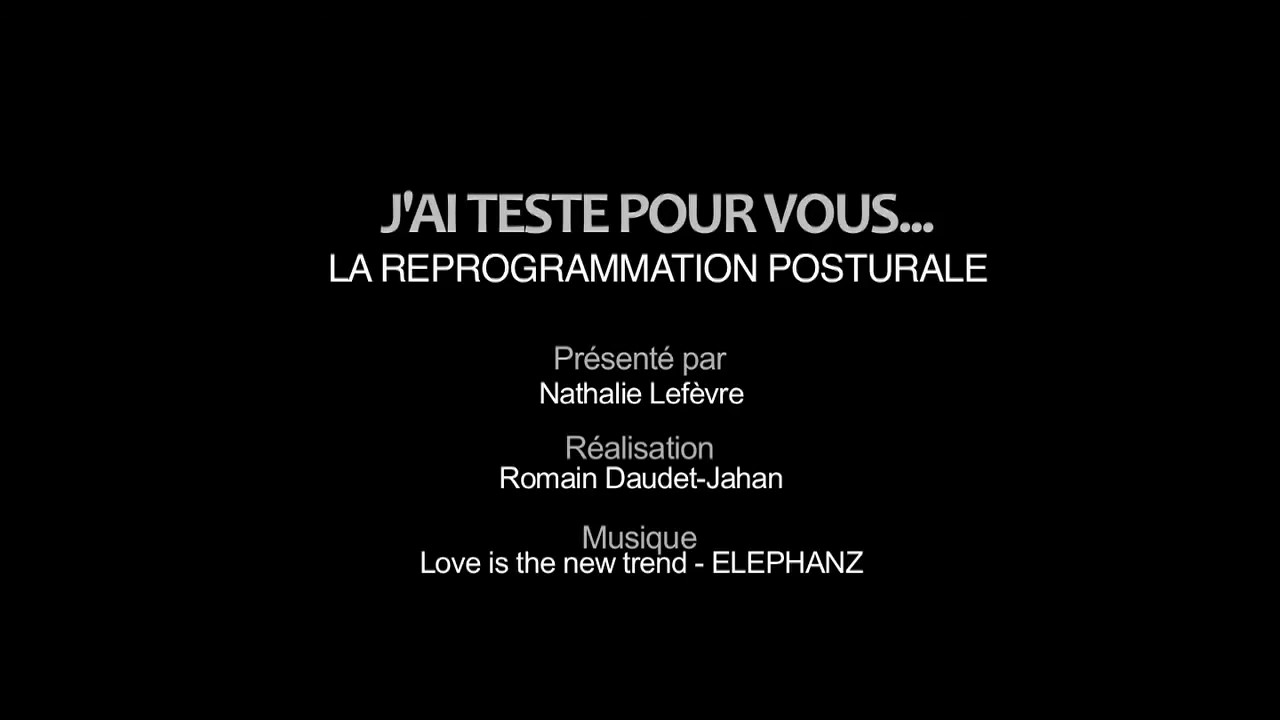 J'AI TESTE POUR VOUS...
LA REPROGRAMMATION POSTURALE
Présenté par
Nathalie Lefèvre
Réalisation
Romain Daudet-Jahan
Musique
Love is the new trend - ELEPHANZ